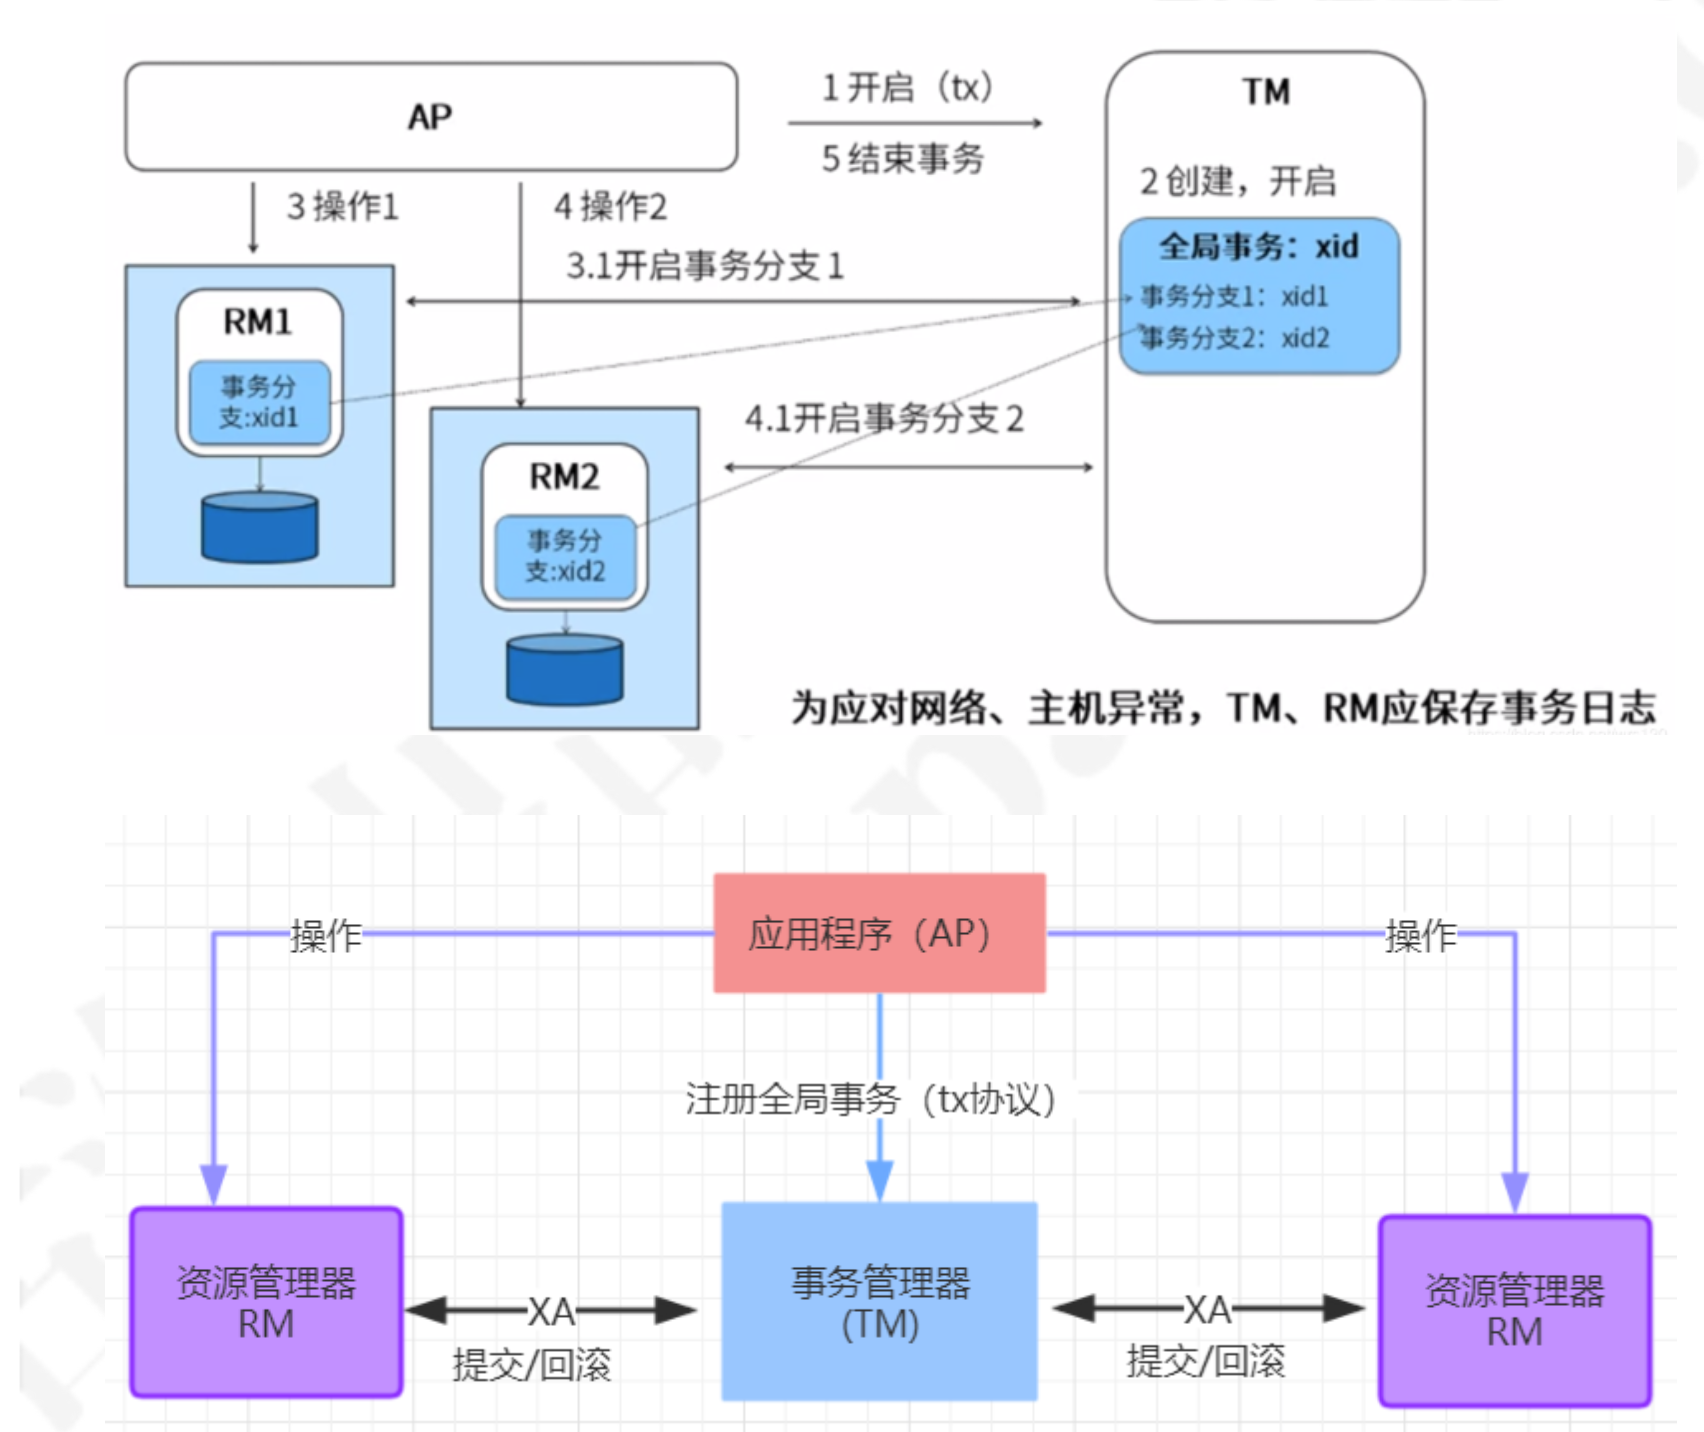 AP
1 开启（tx）
5 结束事务
TM
2 创建，开启
全局事务：xid
事务分支1：xid1
事务分支2：xid2
3 操作1
4 操作2
3.1开启事务分支1
RM1
事务分
支:xid1
4.1开启事务分支2
RM2
事务分
支:xid2
为应对网络、主机异常，TM、RM应保存事务日志
应用程序（AP）
操作
操作
注册全局事务（tx协议）
资源管理器
RM
XA
提交/回滚
事务管理器
(TM)
XA
提交/回滚
资源管理器
RM